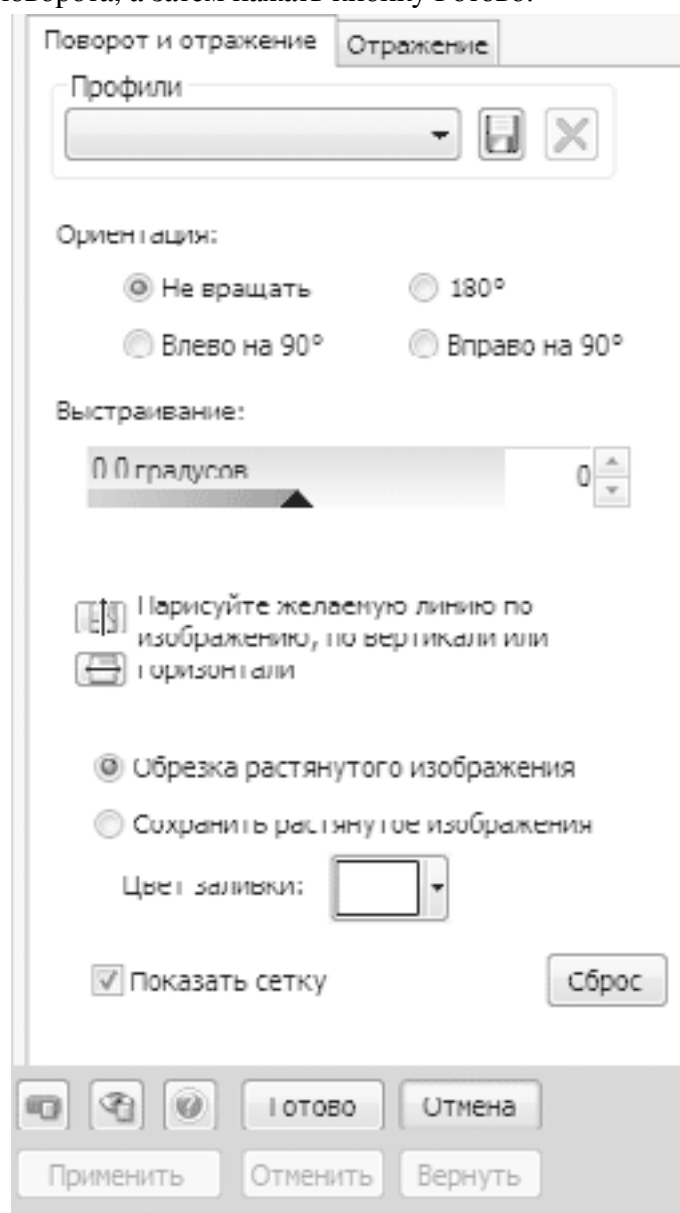 поворота, а затем нажать кнопку Готово.
Поворот и отражение Отражение
Профили
Ориентация:
Не вращать 180°
Влево на 90° Вправо на 90°
Выстраивание:
0.0 градусов 0
Нарисуйте желаемую линию по
изображению, по вертикали или
горизонтали
Обрезка растянутого изображения
Сохранить растянутое изображения
Цвет заливки:
Показать сетку Сброс
Готово Отмена
Применить Отменить Вернуть